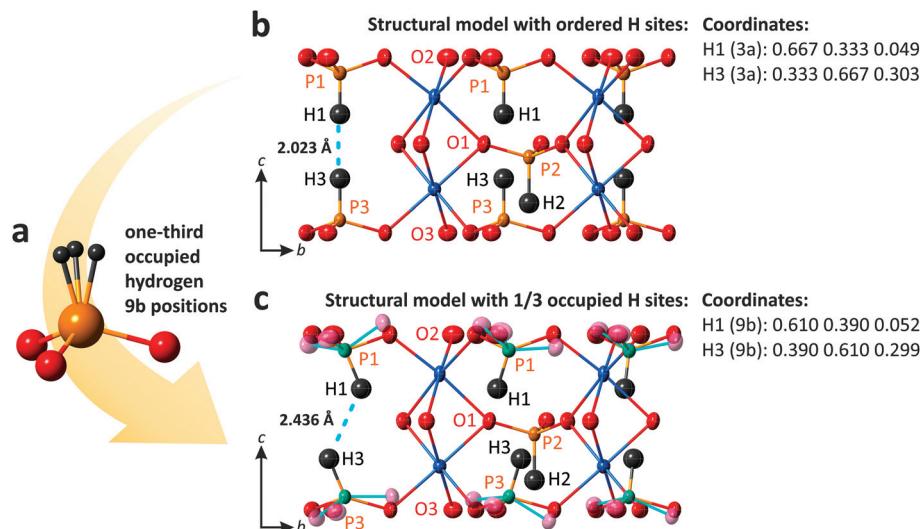 b
Structural model with ordered H sites:
Coordinates:
H1 (3a): 0.667 0.333 0.049
H3 (3a): 0.333 0.667 0.303
O2
P1
P1
H1
H1
O1
2.023 Å
P2
c
H3
H3
H2
P3
P3
O3
b
a
one-third
occupied
hydrogen
9b positions
c
Structural model with 1/3 occupied H sites:
Coordinates:
H1 (9b): 0.610 0.390 0.052
H3 (9b): 0.390 0.610 0.299
O2
P1
P1
H1
H1
O1
2.436 Å
P2
c
H3
H3
H2
P3
O3
P3
b